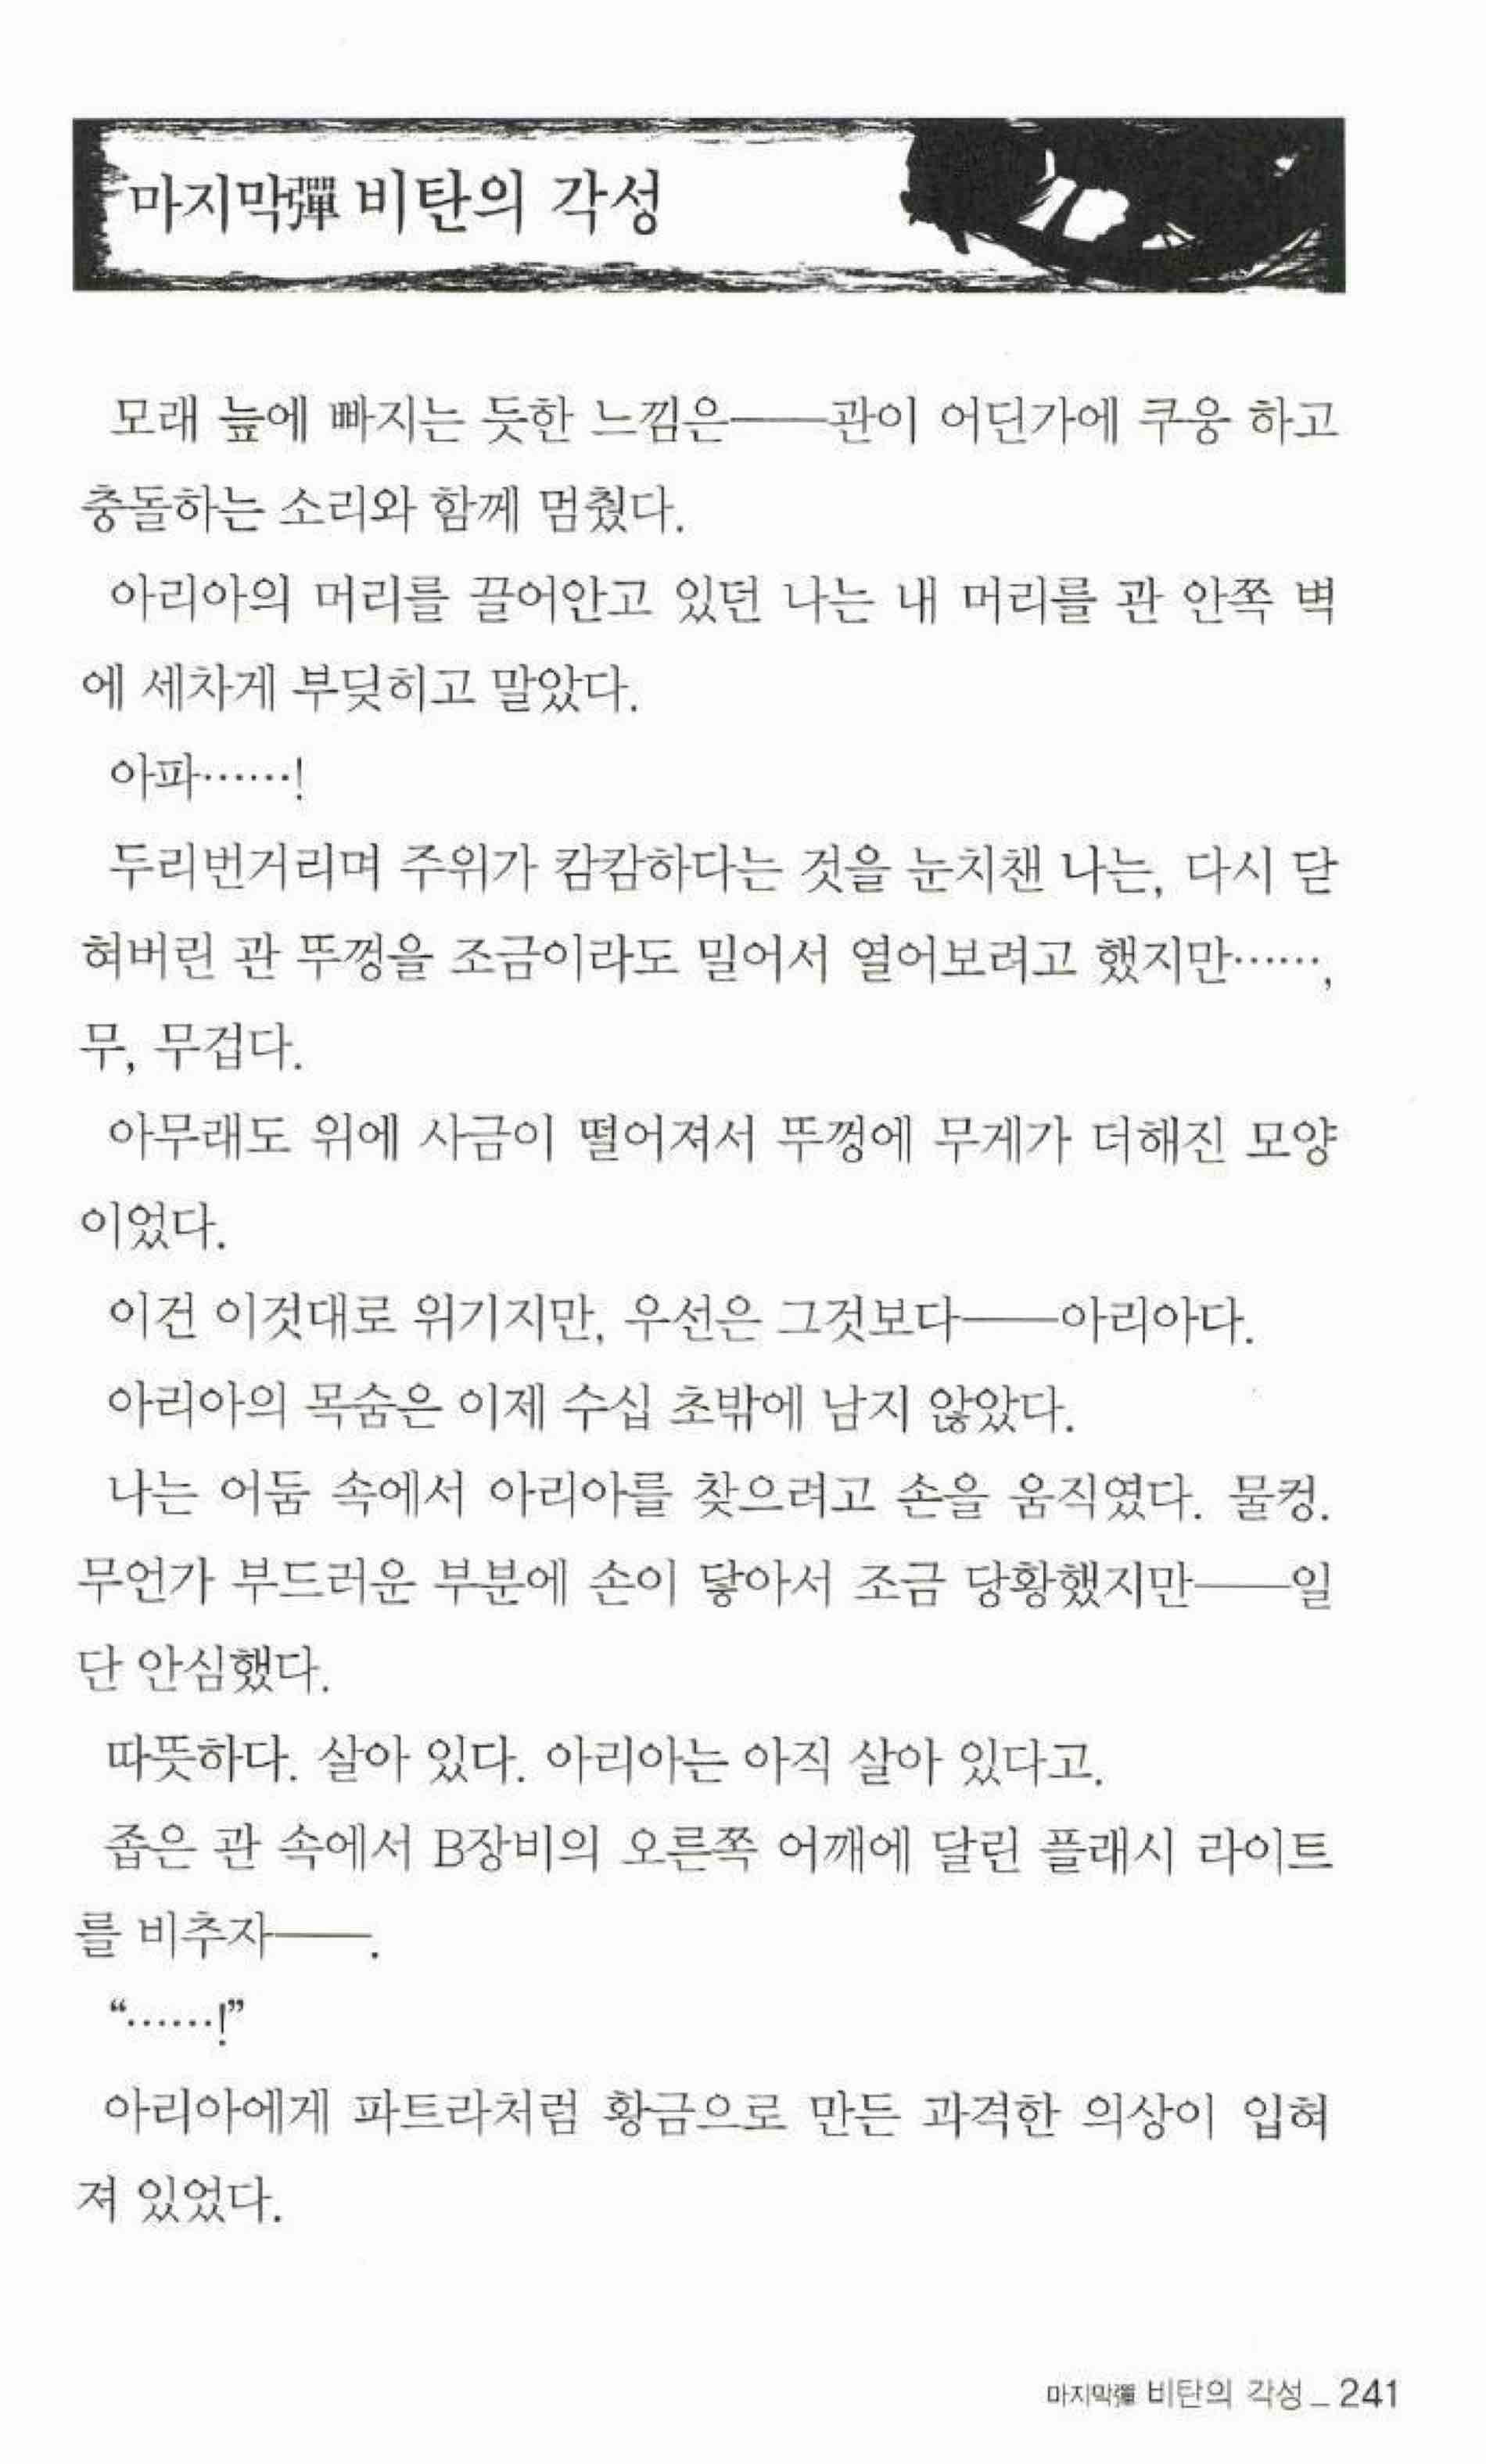 마지막彈 비탄의 각성
모래 늪에 빠지는 듯한 느낌은――관이 어딘가에 쿠웅 하고
충돌하는 소리와 함께 멈췄다.
아리아의 머리를 끌어안고 있던 나는 내 머리를 관 안쪽 벽
에 세차게 부딪히고 말았다.
아파……!
두리번거리며 주위가 캄캄하다는 것을 눈치챈 나는, 다시 닫
혀버린 관 뚜껑을 조금이라도 밀어서 열어보려고 했지만……,
무, 무겁다.
아무래도 위에 사금이 떨어져서 뚜껑에 무게가 더해진 모양
이었다.
이건 이것대로 위기지만, 우선은 그것보다――아리아다.
아리아의 목숨은 이제 수십 초밖에 남지 않았다.
나는 어둠 속에서 아리아를 찾으려고 손을 움직였다. 물컹.
무언가 부드러운 부분에 손이 닿아서 조금 당황했지만――일
단 안심했다.
따뜻하다. 살아 있다. 아리아는 아직 살아 있다고.
좁은 관 속에서 B장비의 오른쪽 어깨에 달린 플래시 라이트
를 비추자――.
“……!”
아리아에게 파트라처럼 황금으로 만든 과격한 의상이 입혀
져 있었다.
마지막彈 비탄의 각성_241